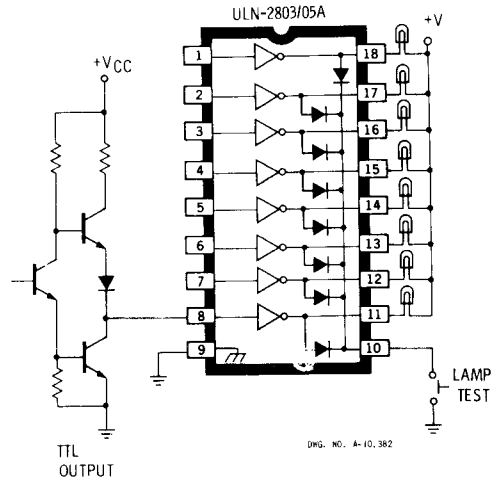 ULN-2803/05A
+V
+VCC
1
18
2
17
3
16
4
15
5
14
6
13
7
12
8
11
9
10
LAMP
TEST
DWG. NO. A-10,382
TTL
OUTPUT